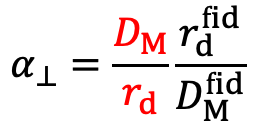 α⊥ = D_M/r_d r_d^fid/D_M^fid